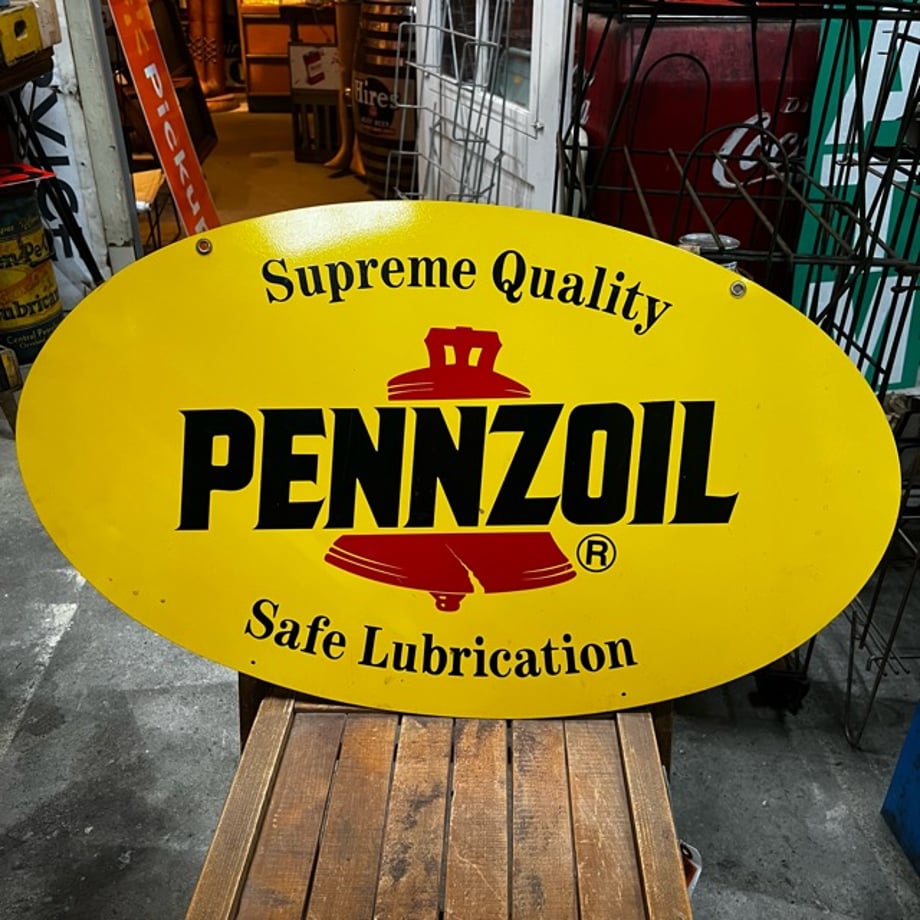 Supreme Quality
PENNZOIL
®
Safe Lubrication
Pickup
Hires